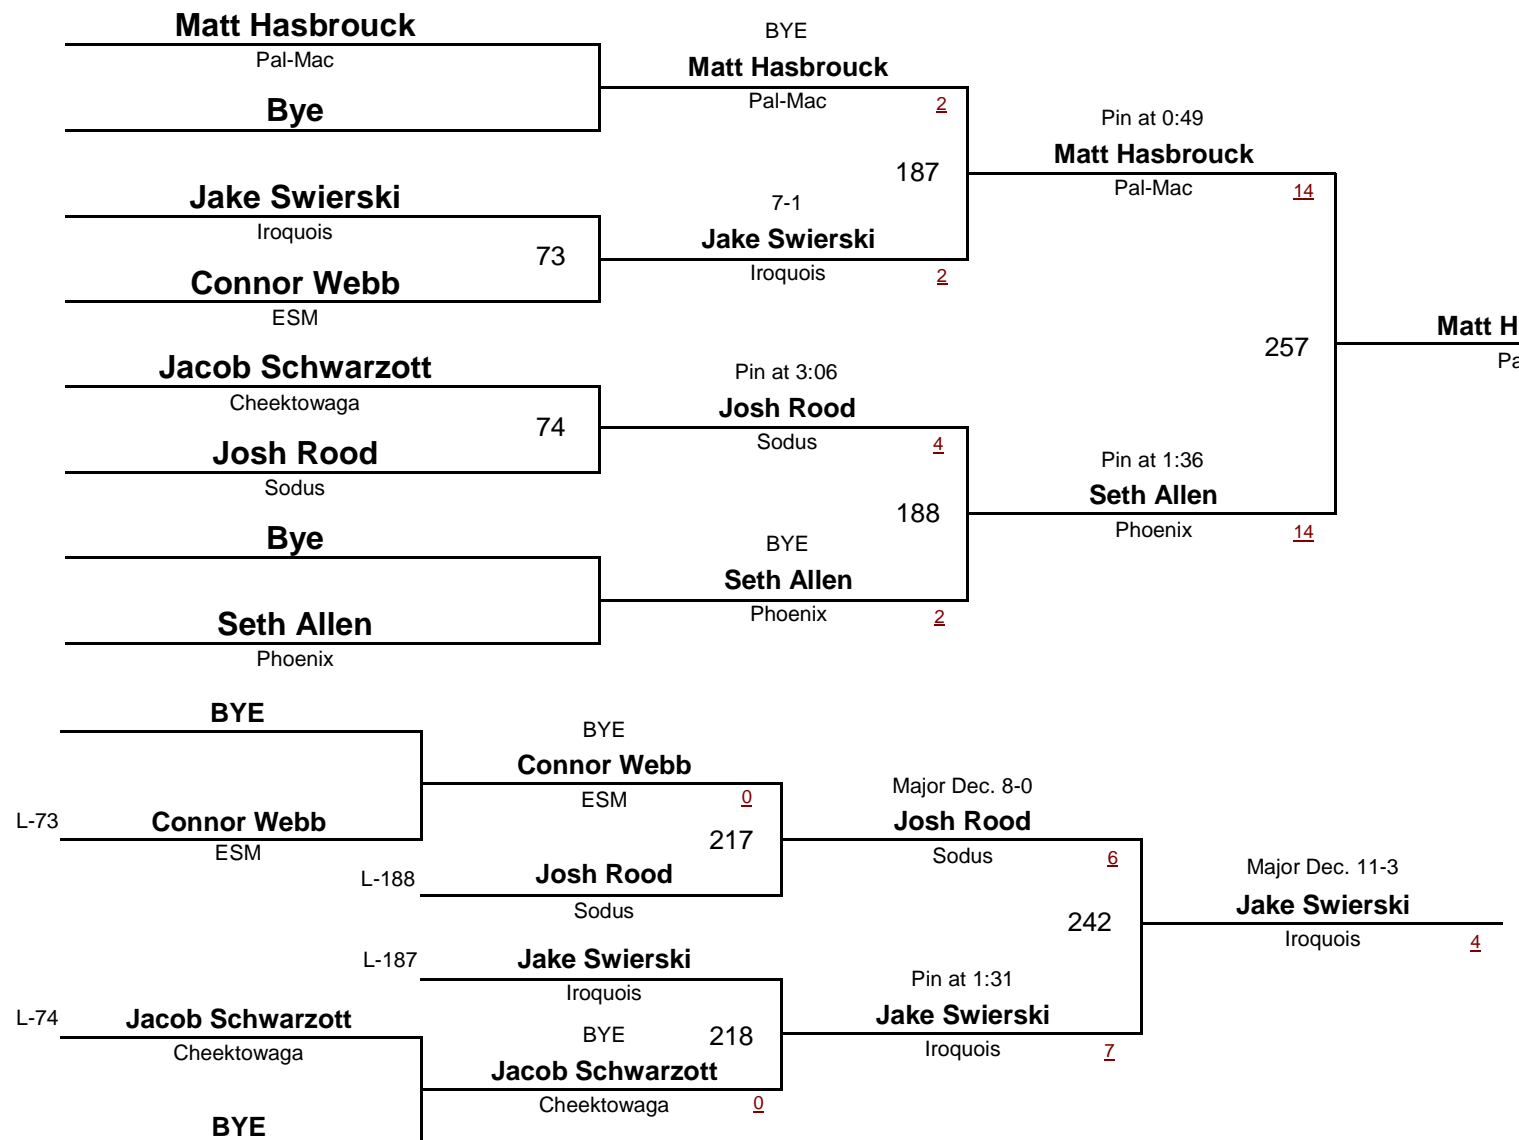 Matt Hasbrouck
Pal-Mac
Bye
BYE
Matt Hasbrouck
Pal-Mac
2
Jake Swierski
Iroquois
73
Connor Webb
ESM
7-1
Jake Swierski
Iroquois
2
187
Pin at 0:49
Matt Hasbrouck
Pal-Mac
14
Jacob Schwarzott
Cheektowaga
74
Josh Rood
Sodus
Pin at 3:06
Josh Rood
Sodus
4
Bye
Seth Allen
Phoenix
BYE
Seth Allen
Phoenix
2
188
Pin at 1:36
Seth Allen
Phoenix
14
257
Matt H
Pa
BYE
L-73
Connor Webb
ESM
BYE
Connor Webb
ESM
0
217
L-188
Josh Rood
Sodus
Major Dec. 8-0
Josh Rood
Sodus
6
L-187
Jake Swierski
Iroquois
L-74
Jacob Schwarzott
Cheektowaga
BYE
BYE
218
Jacob Schwarzott
Cheektowaga
0
Pin at 1:31
Jake Swierski
Iroquois
7
242
Major Dec. 11-3
Jake Swierski
Iroquois
4